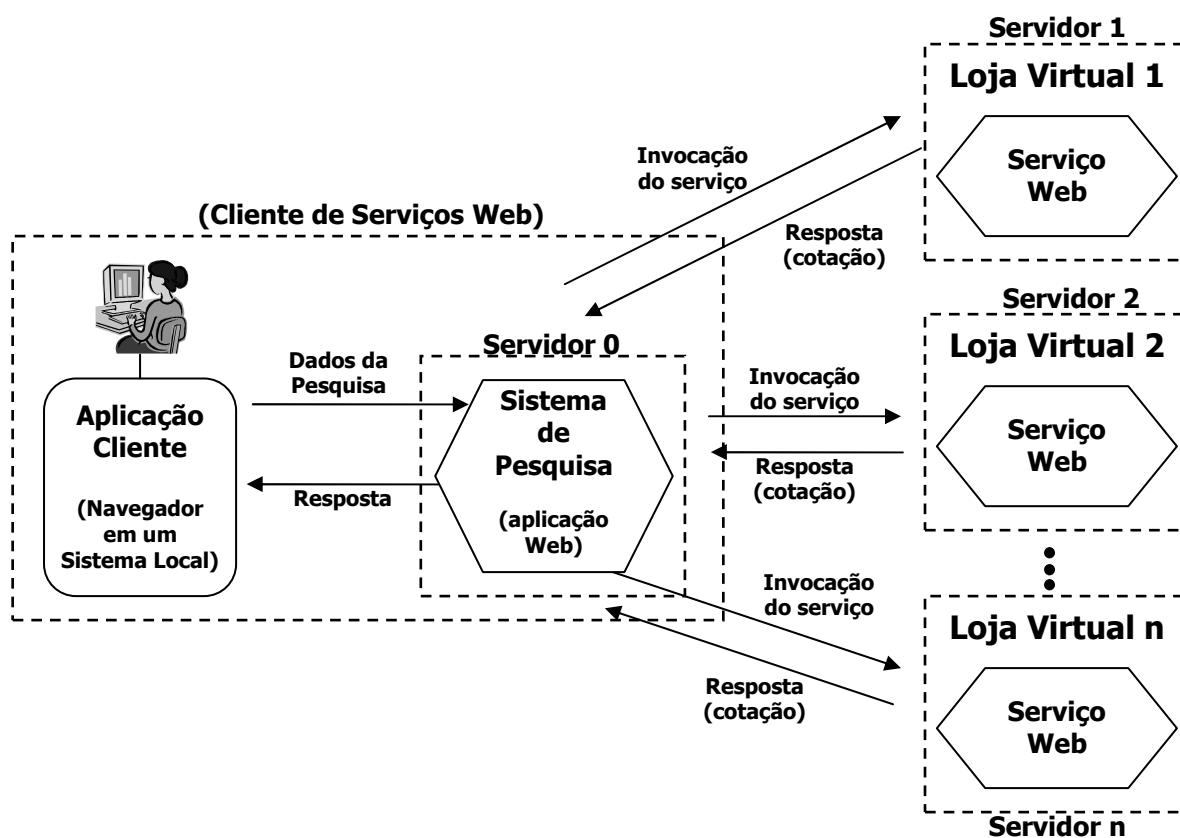 Servidor 1
Loja Virtual 1
Serviço
Web
Invocação
do serviço
Resposta
(cotação)
(Cliente de Serviços Web)
Servidor 2
Loja Virtual 2
Serviço
Web
Servidor 0
Sistema
de
Pesquisa
(aplicação
Web)
Dados da
Pesquisa
Resposta
Aplicação
Cliente
(Navegador
em um
Sistema Local)
Invocação
do serviço
Resposta
(cotação)
Invocação
do serviço
Resposta
(cotação)
Loja Virtual n
Serviço
Web
Servidor n